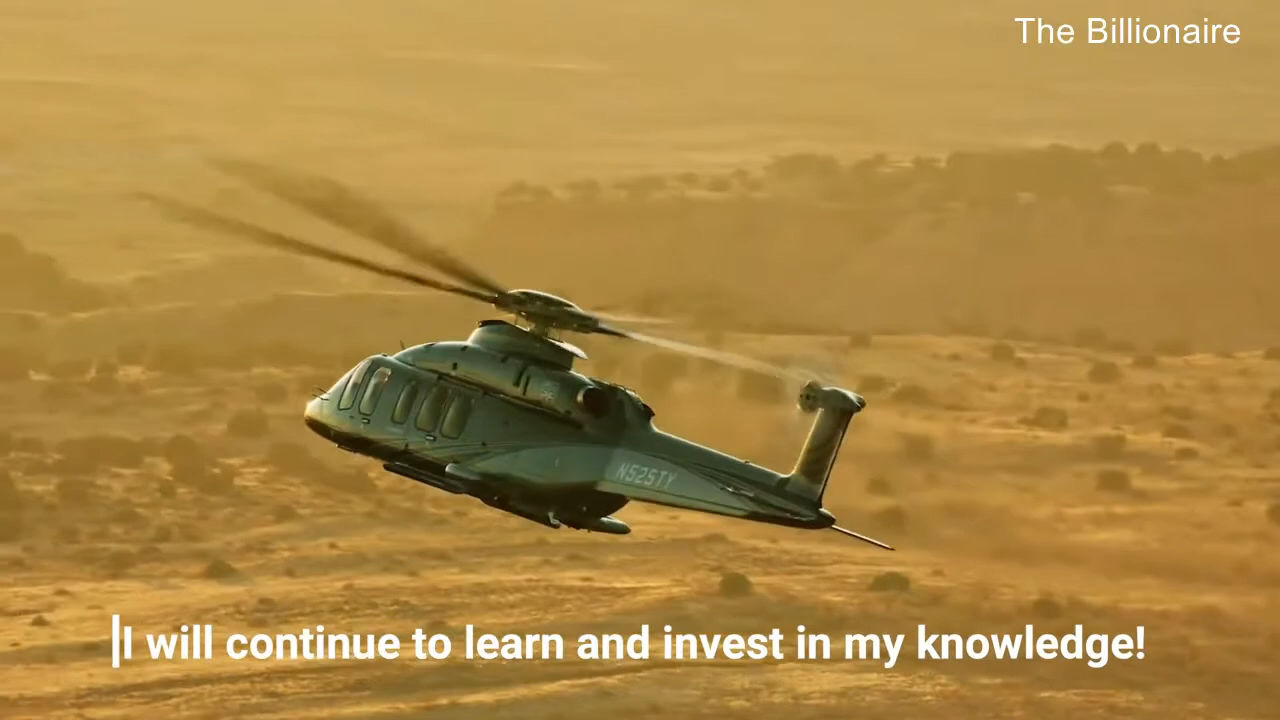 The Billionaire
N525TY
I will continue to learn and invest in my knowledge!